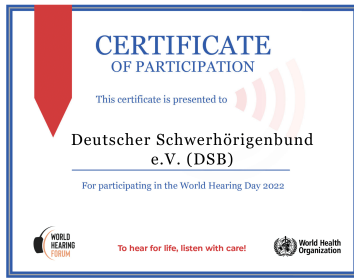 CERTIFICATE
OF PARTICIPATION
This certificate is presented to
Deutscher Schwerhörigenbund
e.V. (DSB)
For participating in the World Hearing Day 2022
WORLD
HEARING
FORUM
To hear for life, listen with care!
World Health
Organization